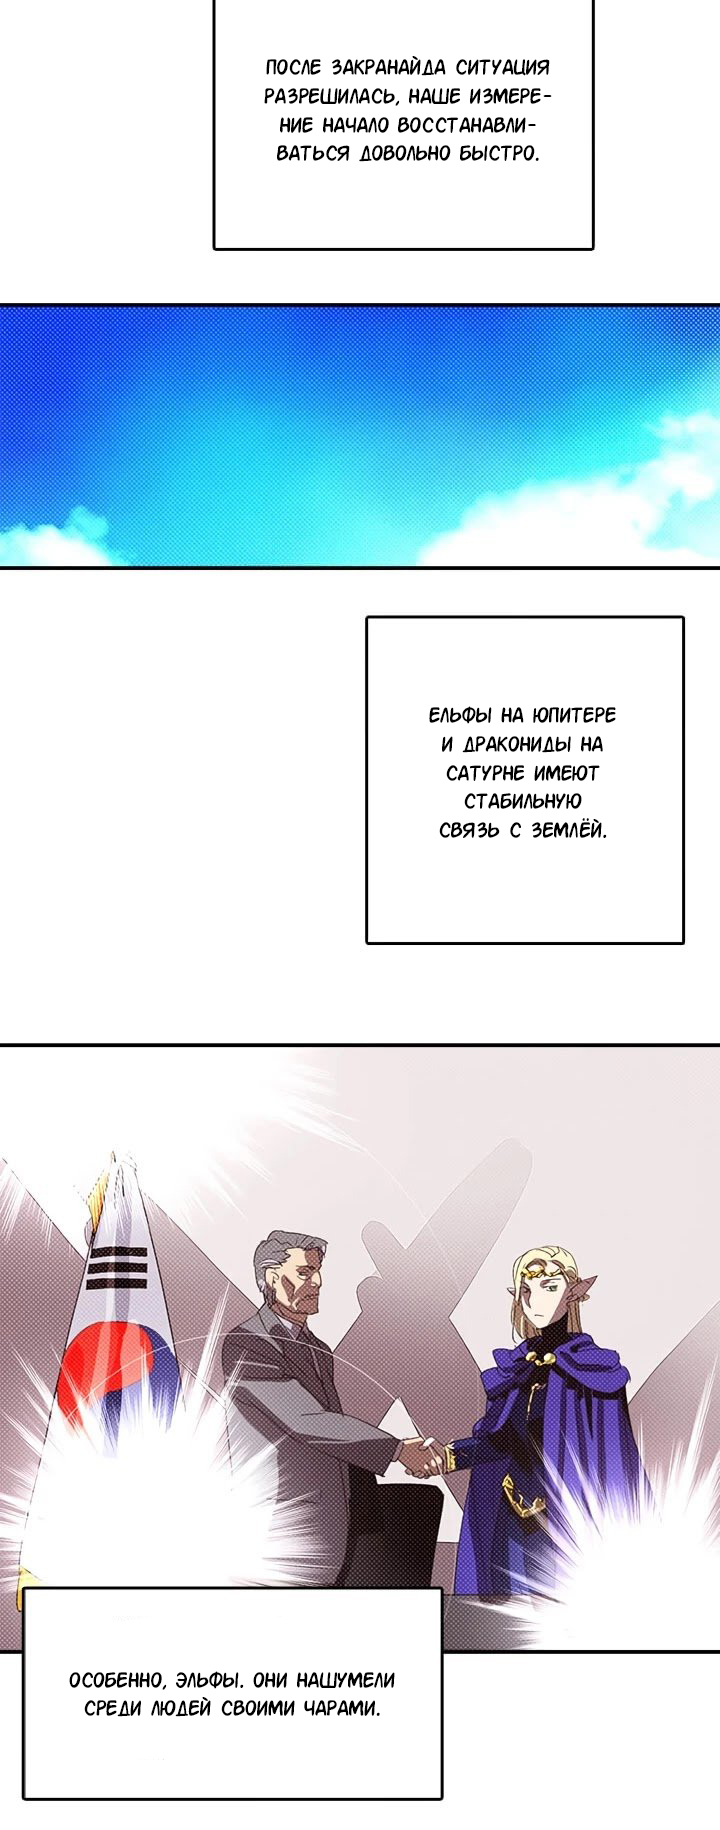 ПОСЛЕ ЗАКРАНАЙДА СИТУАЦИЯ
РАЗРЕШИЛАСЬ, НАШЕ ИЗМЕРЕ-
НИЕ НАЧАЛО ВОССТАНАВЛИ-
ВАТЬСЯ ДОВОЛЬНО БЫСТРО.
ЕЛЬФЫ НА ЮПИТЕРЕ
И ДРАКОНИДЫ НА
САТУРНЕ ИМЕЮТ
СТАБИЛЬНУЮ
СВЯЗЬ С ЗЕМЛЁЙ.
ОСОБЕННО, ЭЛЬФЫ. ОНИ НАШУМЕЛИ
СРЕДИ ЛЮДЕЙ СВОИМИ ЧАРАМИ.